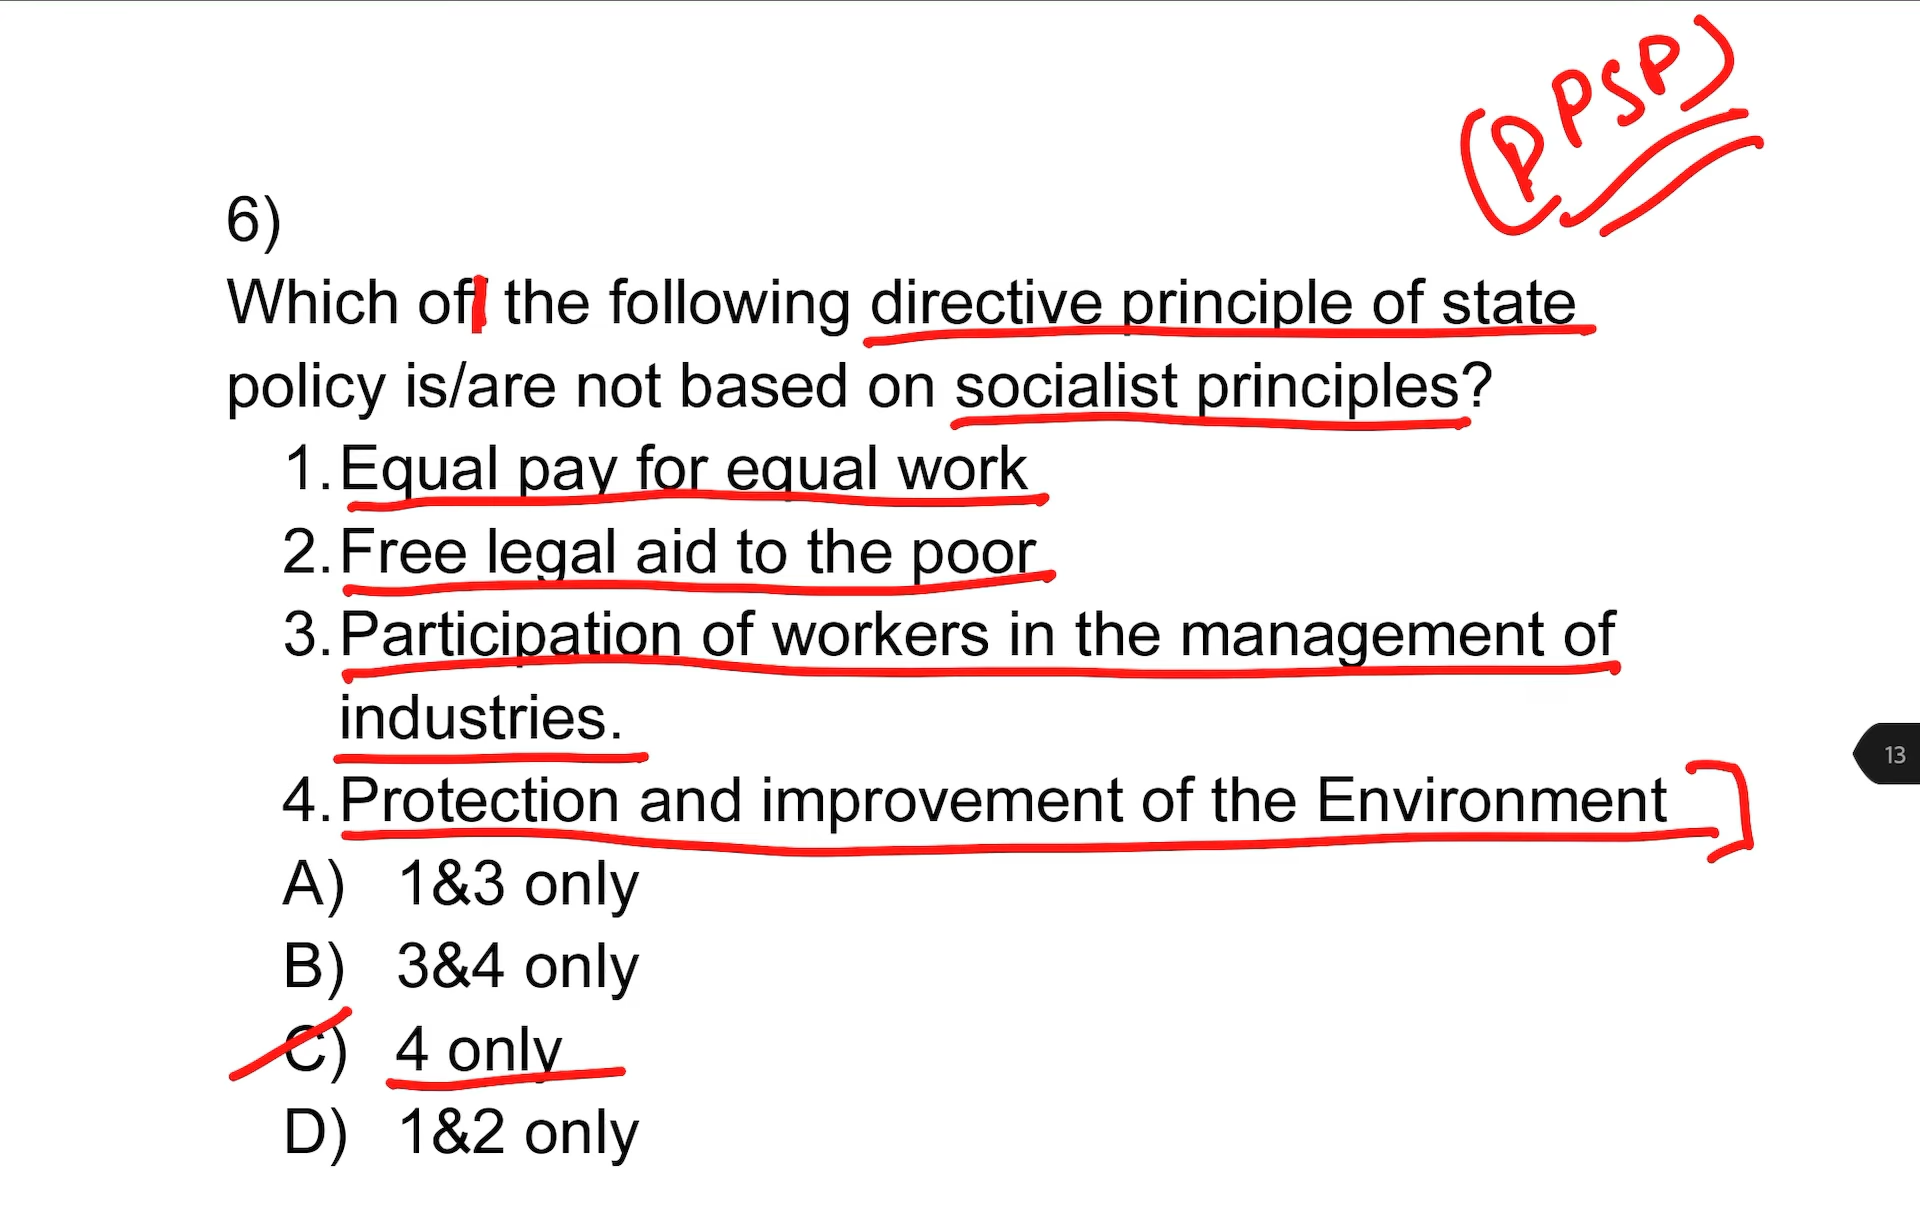 (DPSP)
6)
Which of the following directive principle of state
policy is/are not based on socialist principles?
1. Equal pay for equal work
2. Free legal aid to the poor
3. Participation of workers in the management of
industries.
4. Protection and improvement of the Environment
13
A) 1&3 only
B) 3&4 only
C) 4 only
D) 1&2 only